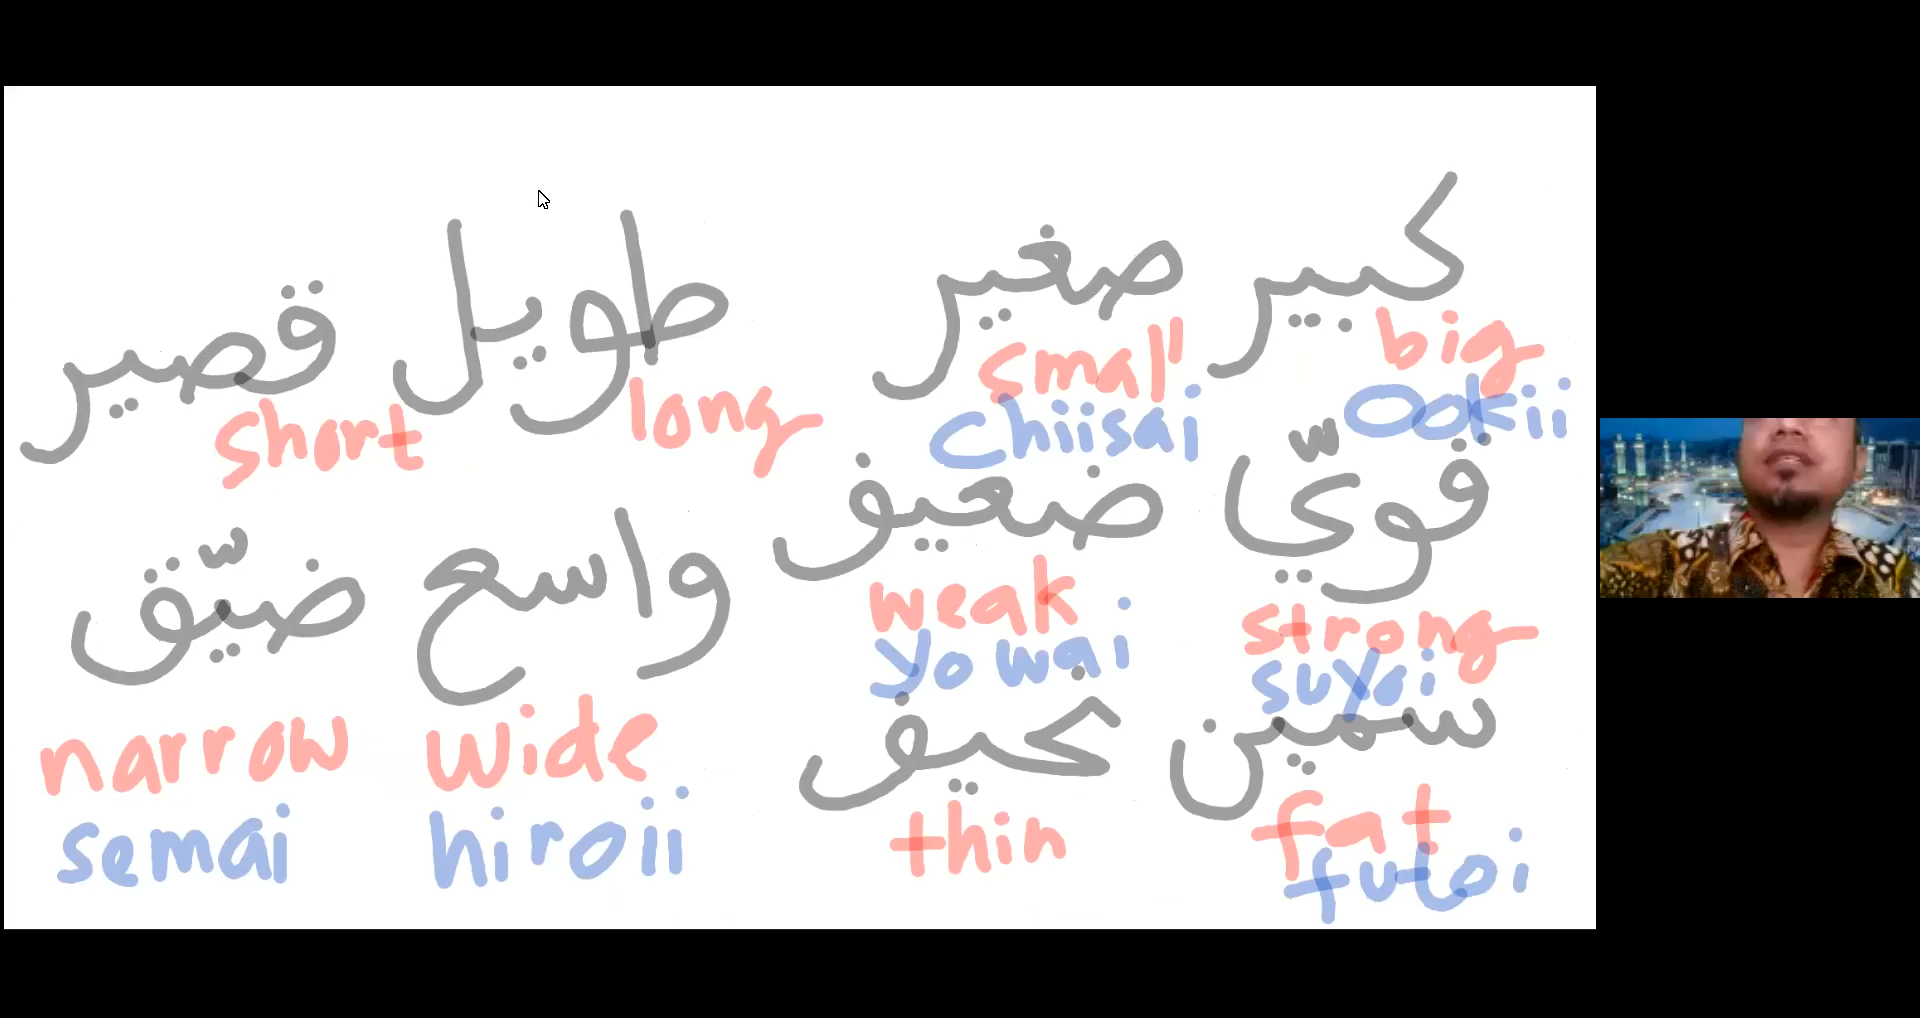 كبير صغير طويل قصير
big small long short
Ookii chiisai
قويّ ضعيف واسع ضيّق
strong weak wide narrow
suyoi yowai hiroii semai
سمين نحيف
fat thin
futoi